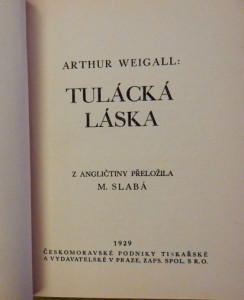 ARTHUR WEIGALL:
TULÁCKÁ
LÁSKA
Z ANGLIČTINY PŘELOŽILA
M. SLABÁ
1929
ČESKOMORAVSKÉ PODNIKY TISKAŘSKÉ
A VYDAVATELSKÉ V PRAZE, ZAPS. SPOL. S R. O.